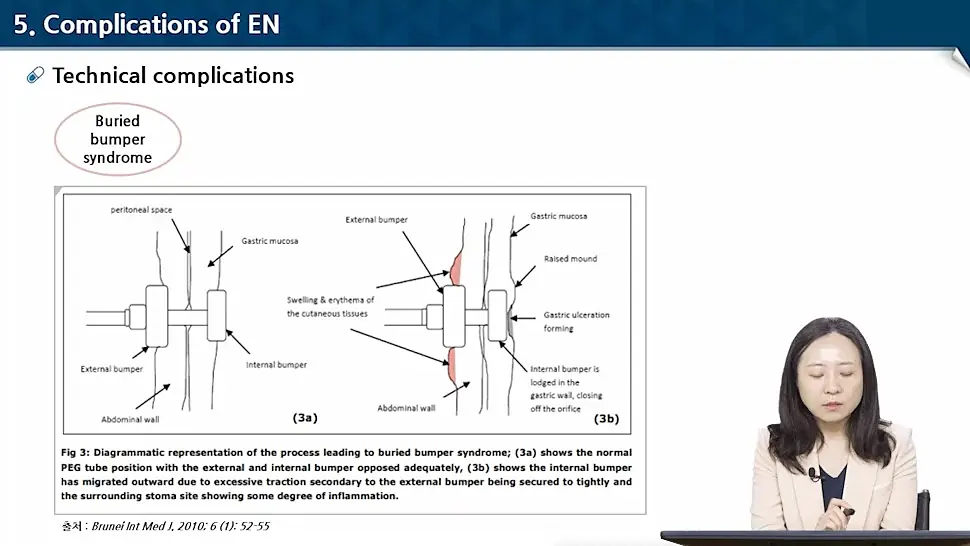 5. Complications of EN
Technical complications
Buried
bumper
syndrome
peritoneal space
Gastric mucosa
External bumper
Internal bumper
Abdominal wall
(3a)
External bumper
Swelling & erythema of
the cutaneous tissues
Abdominal wall
Gastric mucosa
Raised mound
Gastric ulceration
forming
Internal bumper is
lodged in the
gastric wall, closing
off the orifice
(3b)
Fig 3: Diagrammatic representation of the process leading to buried bumper syndrome; (3a) shows the normal
PEG tube position with the external and internal bumper opposed adequately, (3b) shows the internal bumper
has migrated outward due to excessive traction secondary to the external bumper being secured to tightly and
the surrounding stoma site showing some degree of inflammation.
출처 : Brunei Int Med J, 2010; 6 (1): 52-55